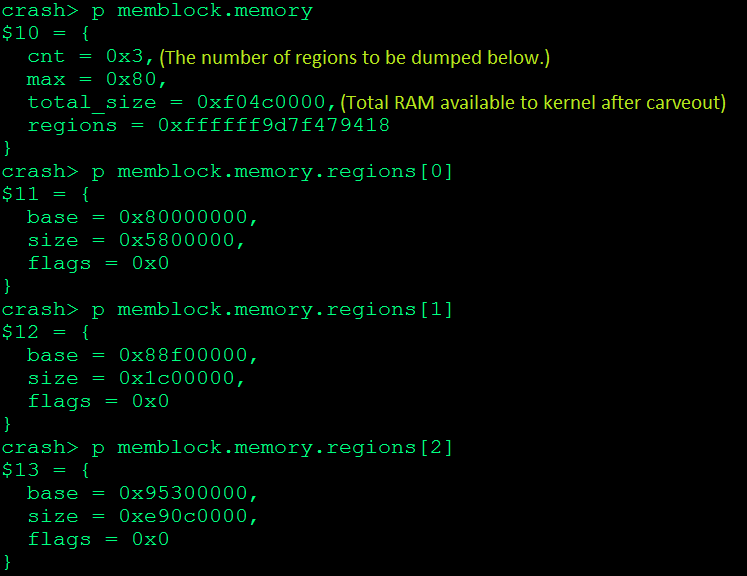 crash> p memblock.memory
$10 = {
  cnt = 0x3, (The number of regions to be dumped below.)
  max = 0x80,
  total_size = 0xf04c0000, (Total RAM available to kernel after carveout)
  regions = 0xffffff9d7f479418
}
crash> p memblock.memory.regions[0]
$11 = {
  base = 0x80000000,
  size = 0x5800000,
  flags = 0x0
}
crash> p memblock.memory.regions[1]
$12 = {
  base = 0x88f00000,
  size = 0x1c00000,
  flags = 0x0
}
crash> p memblock.memory.regions[2]
$13 = {
  base = 0x95300000,
  size = 0xe90c0000,
  flags = 0x0
}